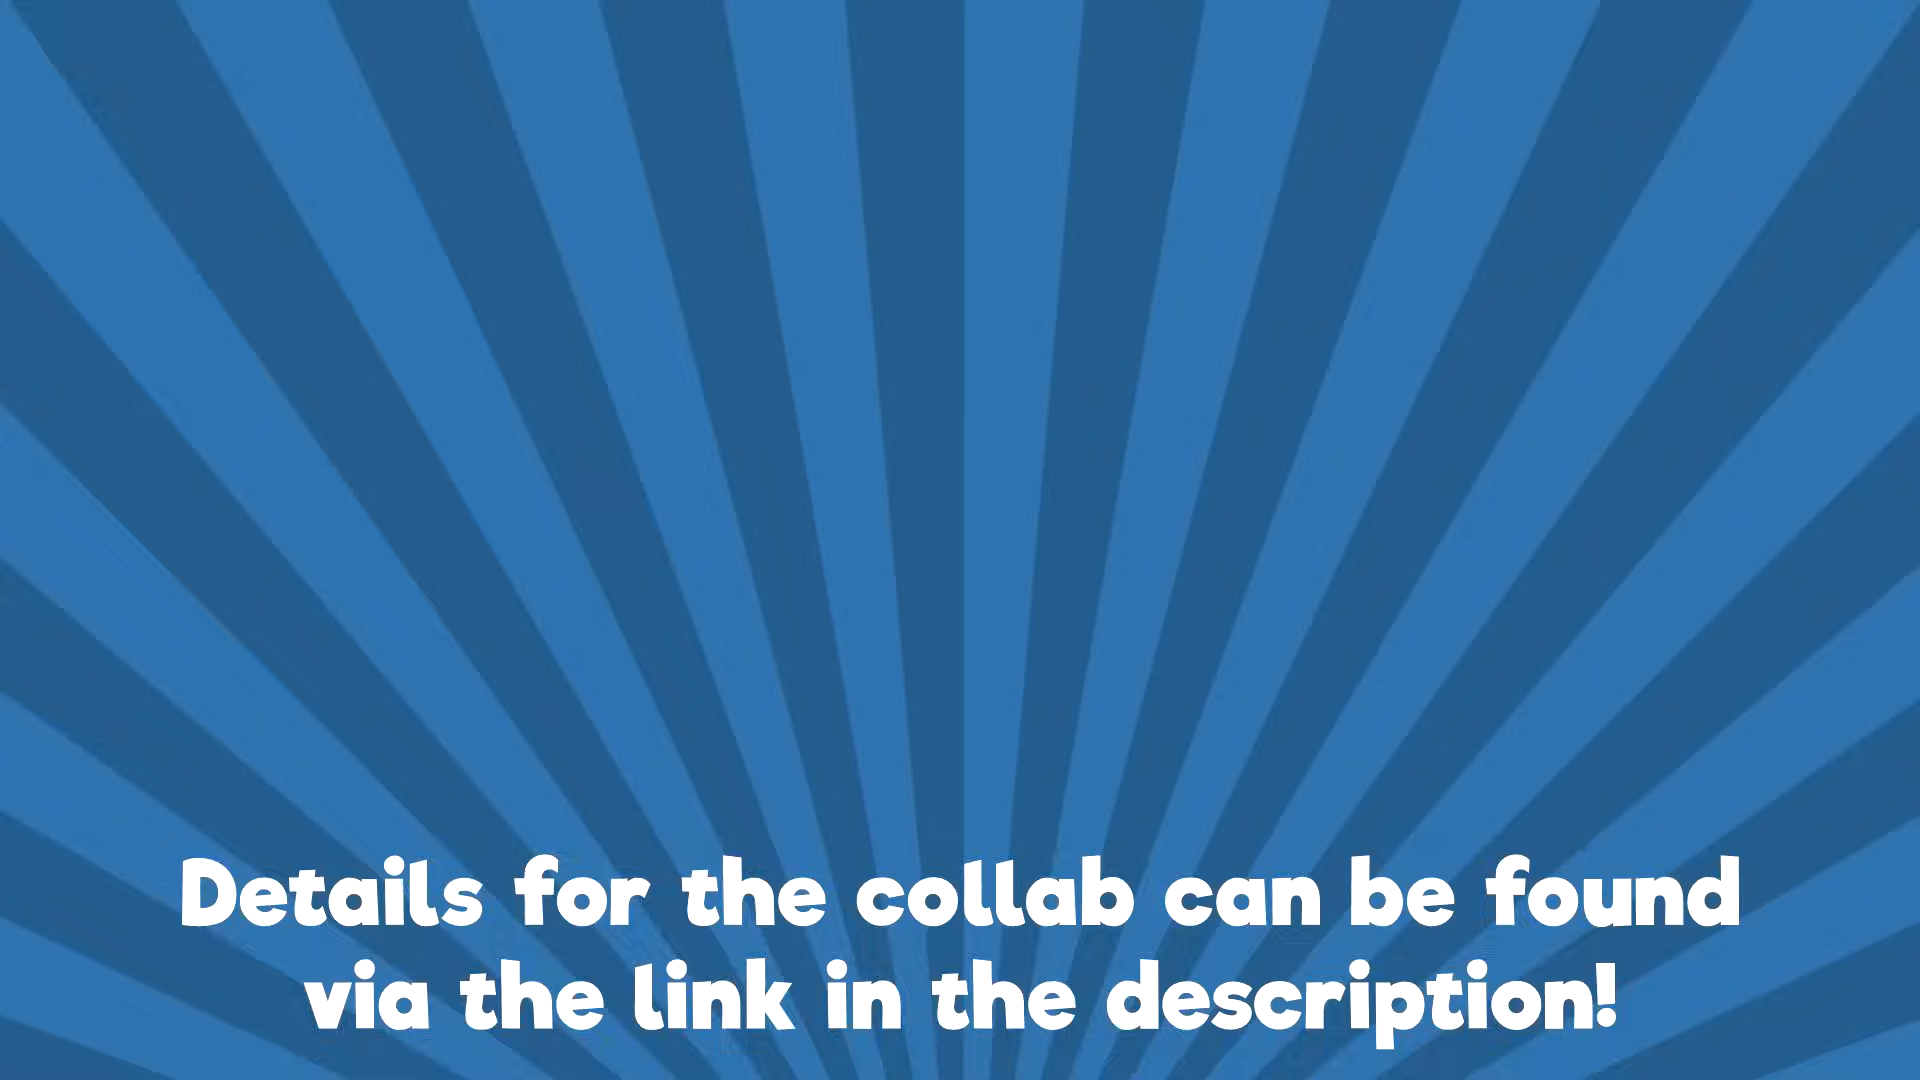 Details for the collab can be found
via the link in the description!